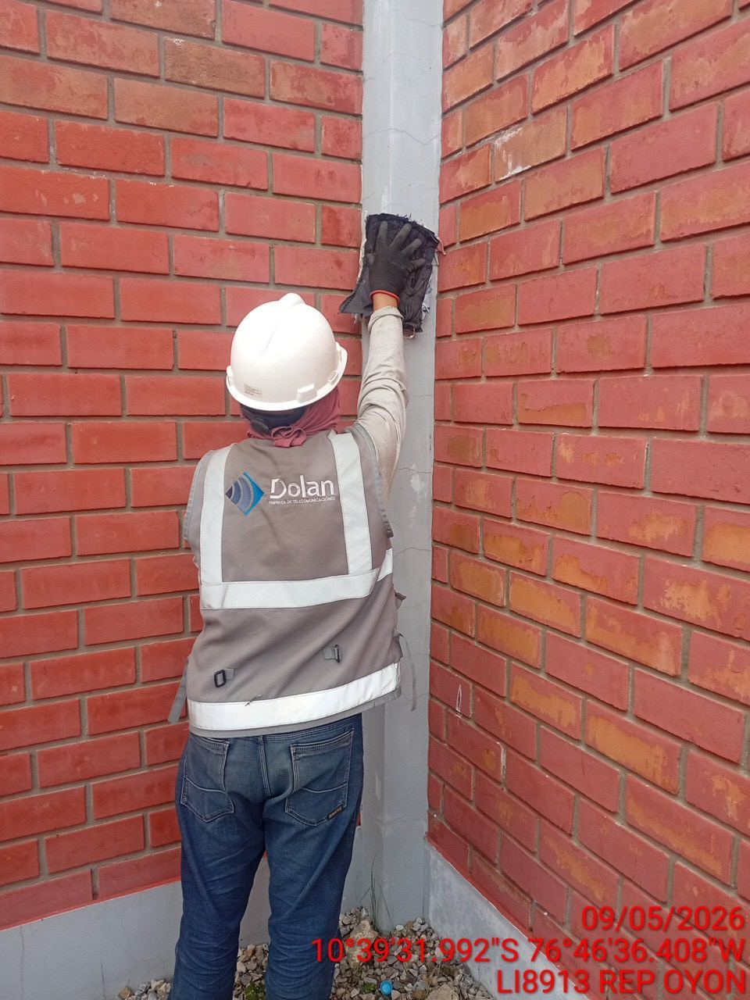 Dolan
EMPRESA DE TELECOMUNICACIONES
09/05/2026
10°39'31.992"S 76°46'36.408"W
LI8913 REP OYON